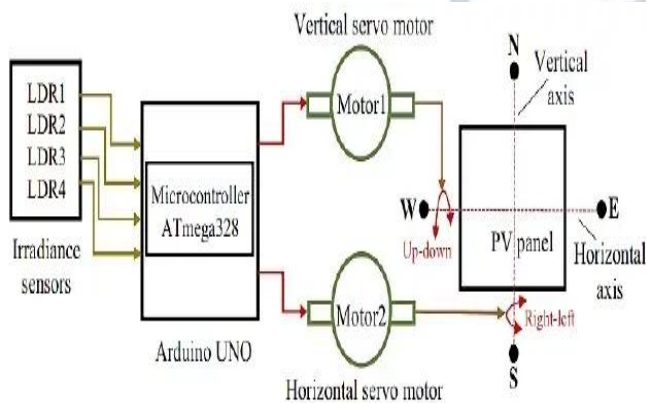 Vertical servo motor
LDR1
LDR2
LDR3
LDR4
Irradiance
sensors
Microcontroller
ATmega328
Arduino UNO
Motor1
Motor2
Horizontal servo motor
N
Vertical
axis
W
E
Up-down
PV panel
Horizontal
axis
Right-left
S